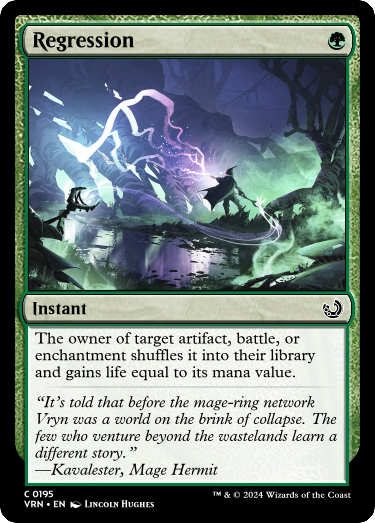 Regression
Instant
The owner of target artifact, battle, or
enchantment shuffles it into their library
and gains life equal to its mana value.
“It’s told that before the mage-ring network
Vryn was a world on the brink of collapse. The
few who venture beyond the wastelands learn a
different story.”
—Kavalester, Mage Hermit
C 0195
VRN • EN Lincoln Hughes
™ & © 2024 Wizards of the Coast